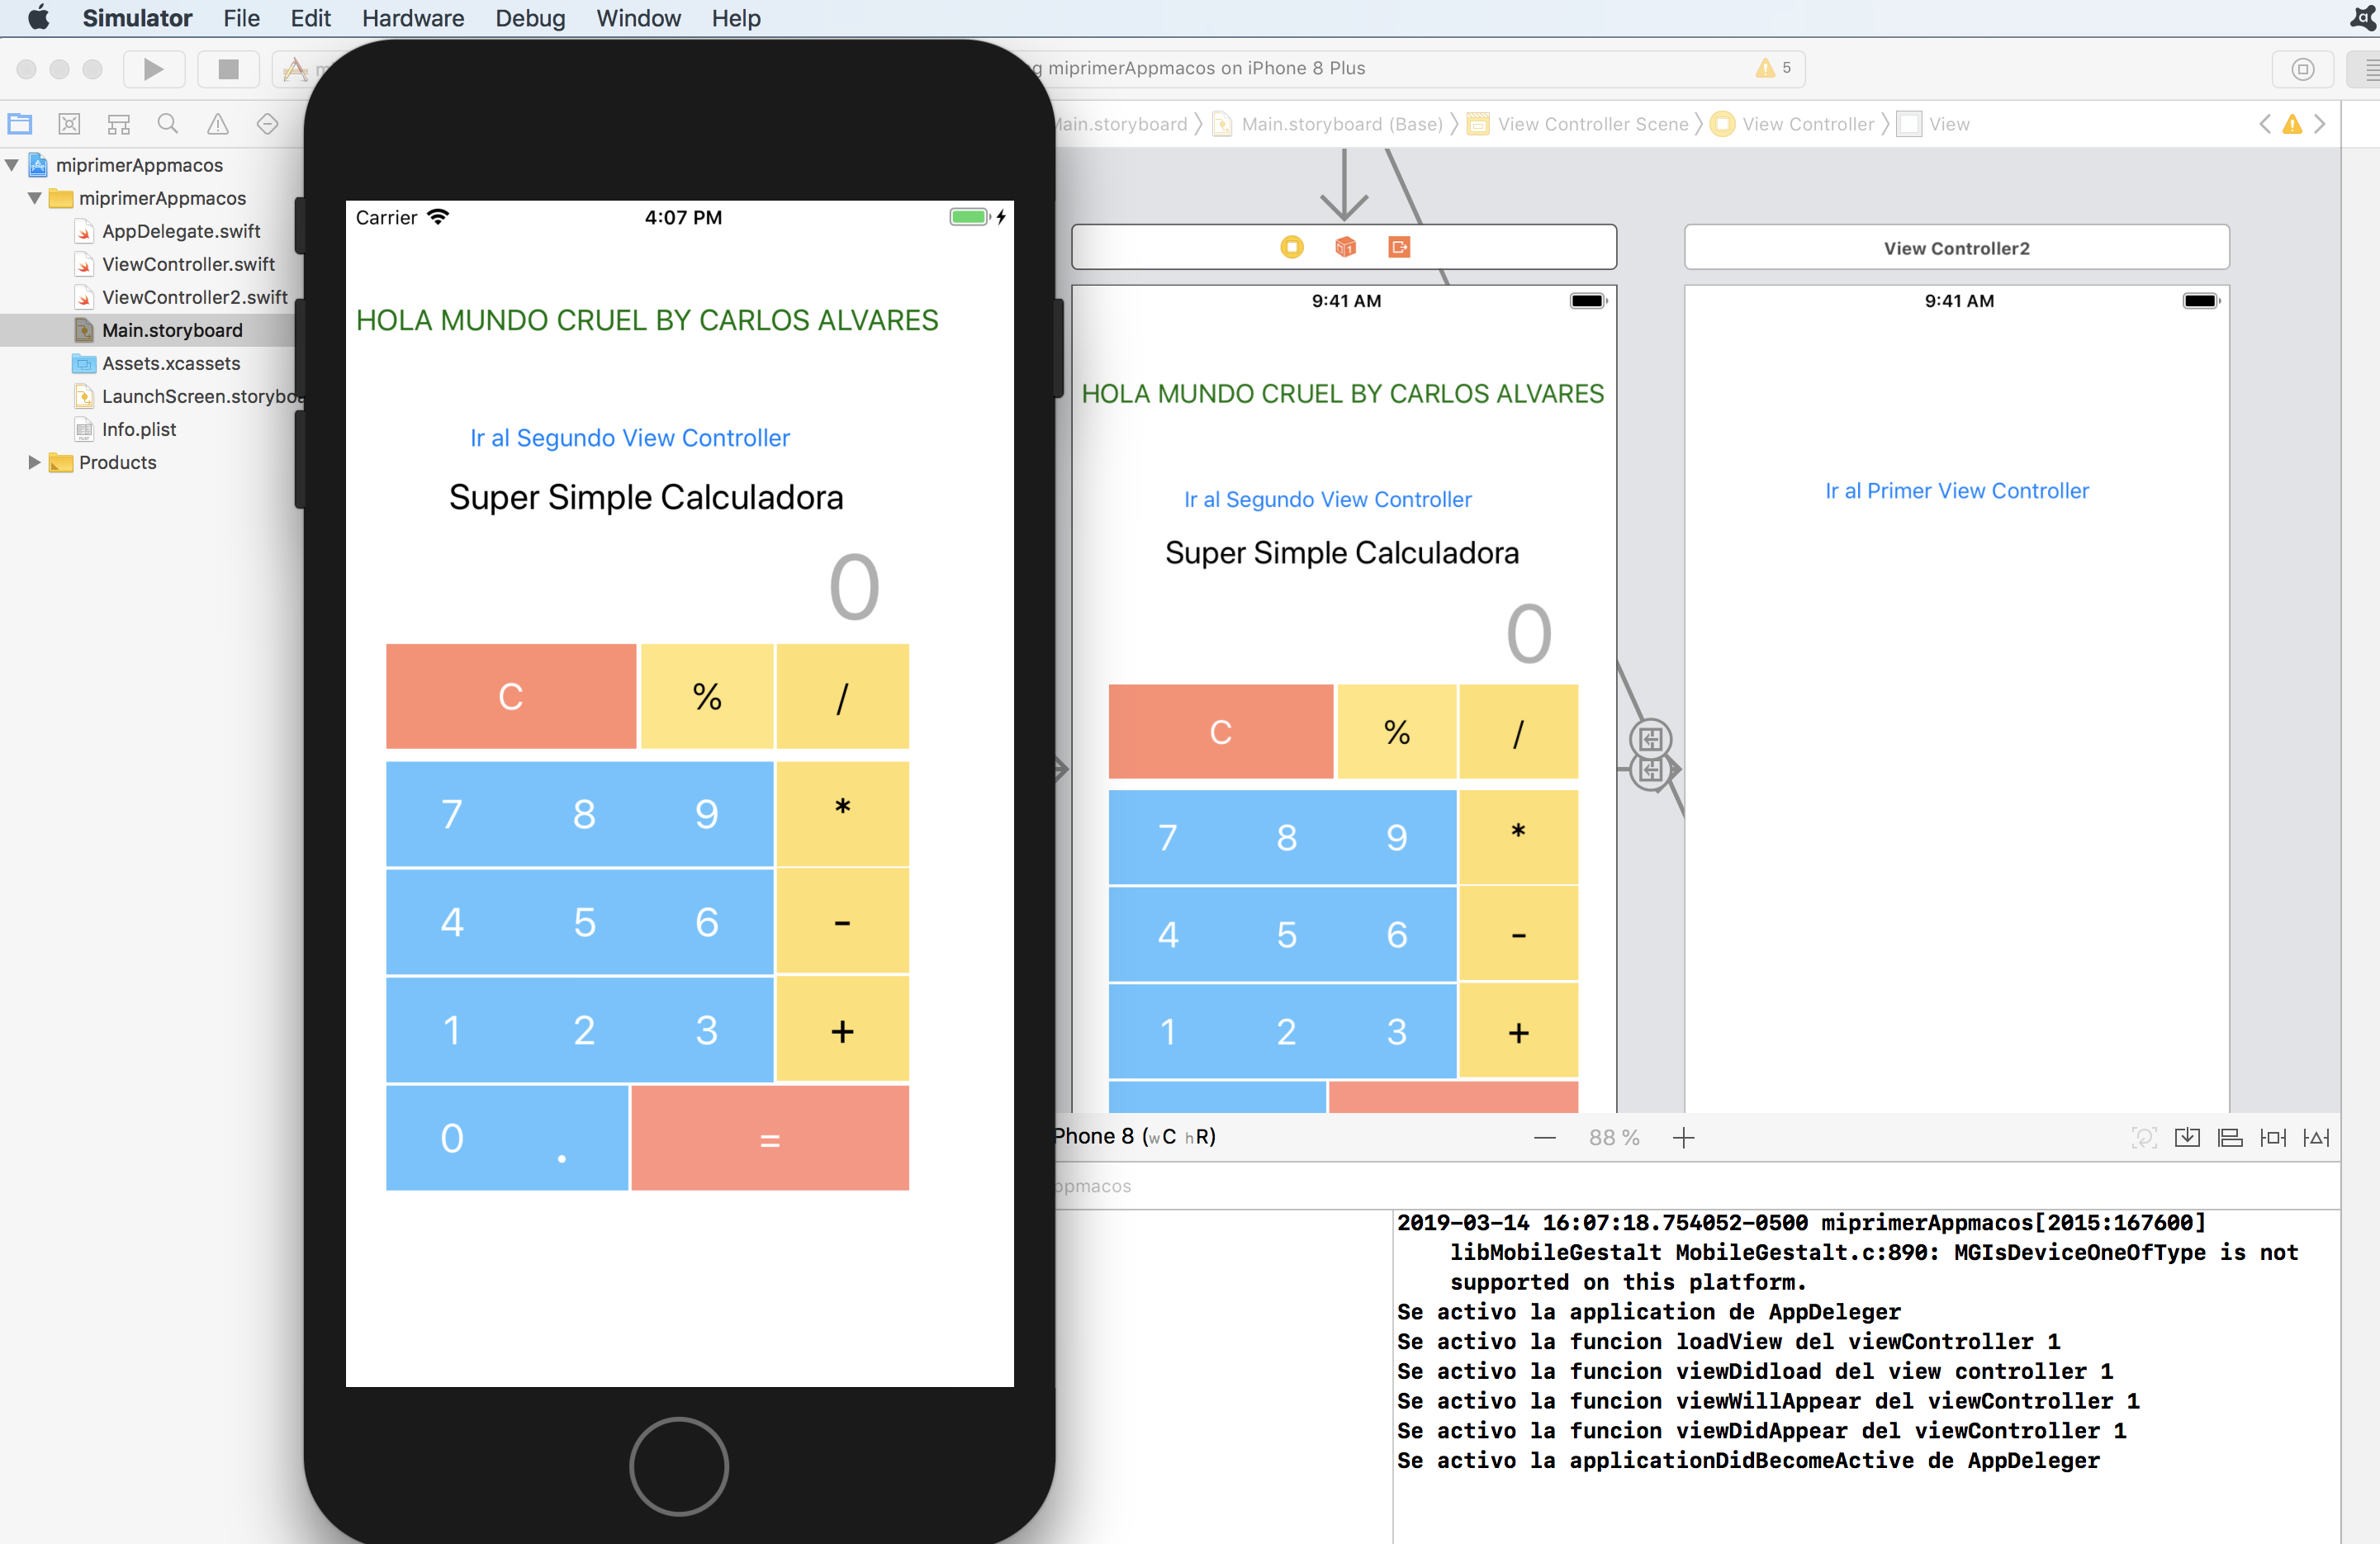 Simulator File Edit Hardware Debug Window Help
miprimerAppmacos on iPhone 8 Plus 5
Main.storyboard Main.storyboard (Base) View Controller Scene View Controller View
miprimerAppmacos
miprimerAppmacos
AppDelegate.swift
ViewController.swift
ViewController2.swift
Main.storyboard
Assets.xcassets
LaunchScreen.storyboa
Info.plist
Products
Carrier 4:07 PM
HOLA MUNDO CRUEL BY CARLOS ALVARES
Ir al Segundo View Controller
Super Simple Calculadora
0
C % /
7 8 9 *
4 5 6 -
1 2 3 +
0 . =
9:41 AM
HOLA MUNDO CRUEL BY CARLOS ALVARES
Ir al Segundo View Controller
Super Simple Calculadora
0
C % /
7 8 9 *
4 5 6 -
1 2 3 +
View Controller2
9:41 AM
Ir al Primer View Controller
Phone 8 (wC hR) — 88 % +
ppmacos
2019-03-14 16:07:18.754052-0500 miprimerAppmacos[2015:167600]
libMobileGestalt MobileGestalt.c:890: MGIsDeviceOneOfType is not
supported on this platform.
Se activo la application de AppDeleger
Se activo la funcion loadView del viewController 1
Se activo la funcion viewDidload del view controller 1
Se activo la funcion viewWillAppear del viewController 1
Se activo la funcion viewDidAppear del viewController 1
Se activo la applicationDidBecomeActive de AppDeleger